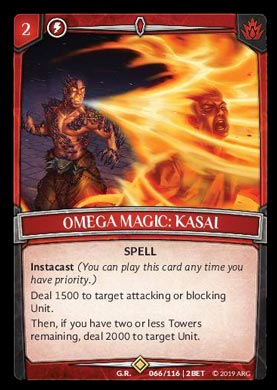 2
OMEGA MAGIC: KASAI
SPELL
Instacast (You can play this card any time you
have priority.)
Deal 1500 to target attacking or blocking
Unit.
Then, if you have two or less Towers
remaining, deal 2000 to target Unit.
G.R. 066/116 | 2BET © 2019 ARG